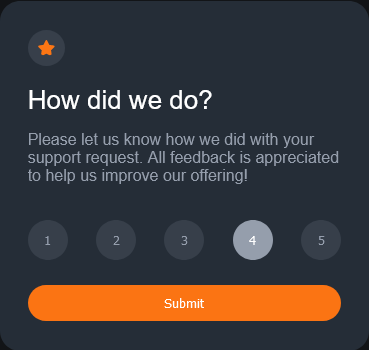 How did we do?
Please let us know how we did with your
support request. All feedback is appreciated
to help us improve our offering!
1 2 3 4 5
Submit